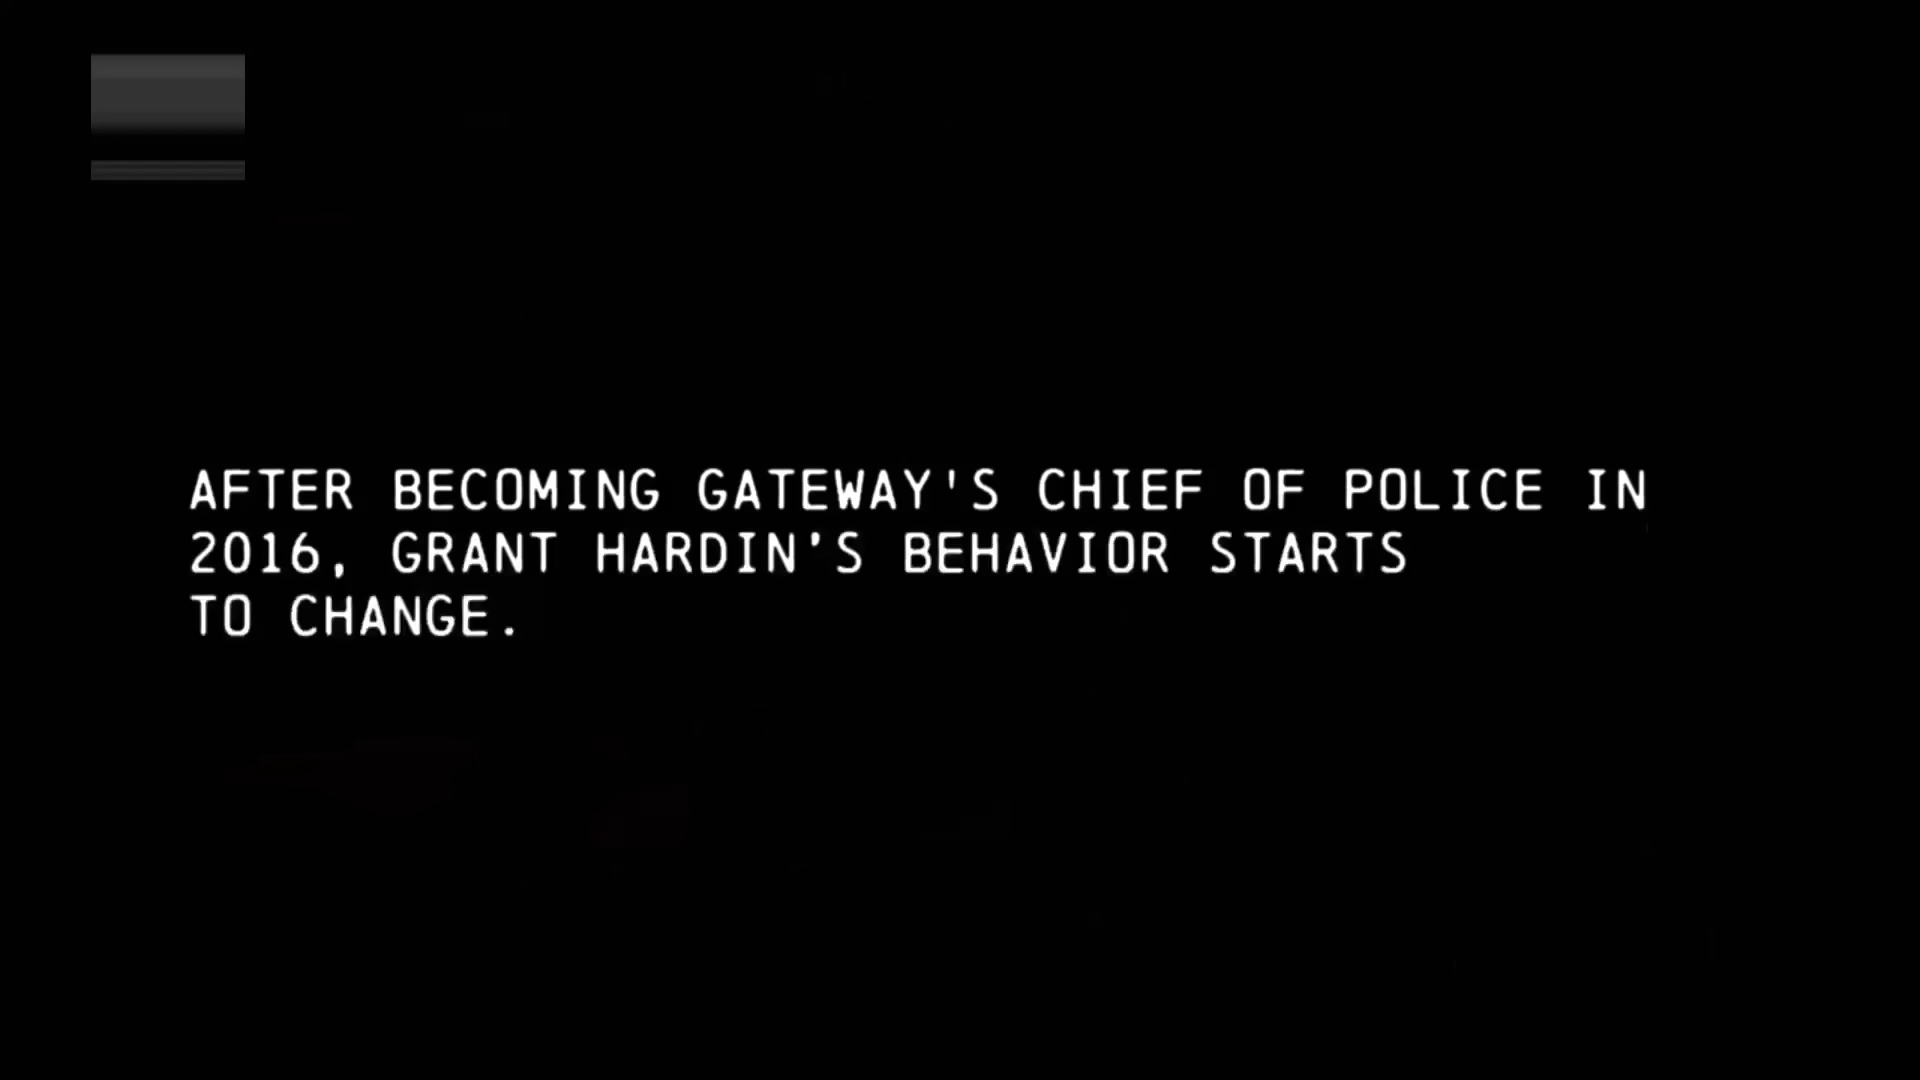 AFTER BECOMING GATEWAY'S CHIEF OF POLICE IN
2016, GRANT HARDIN'S BEHAVIOR STARTS
TO CHANGE.